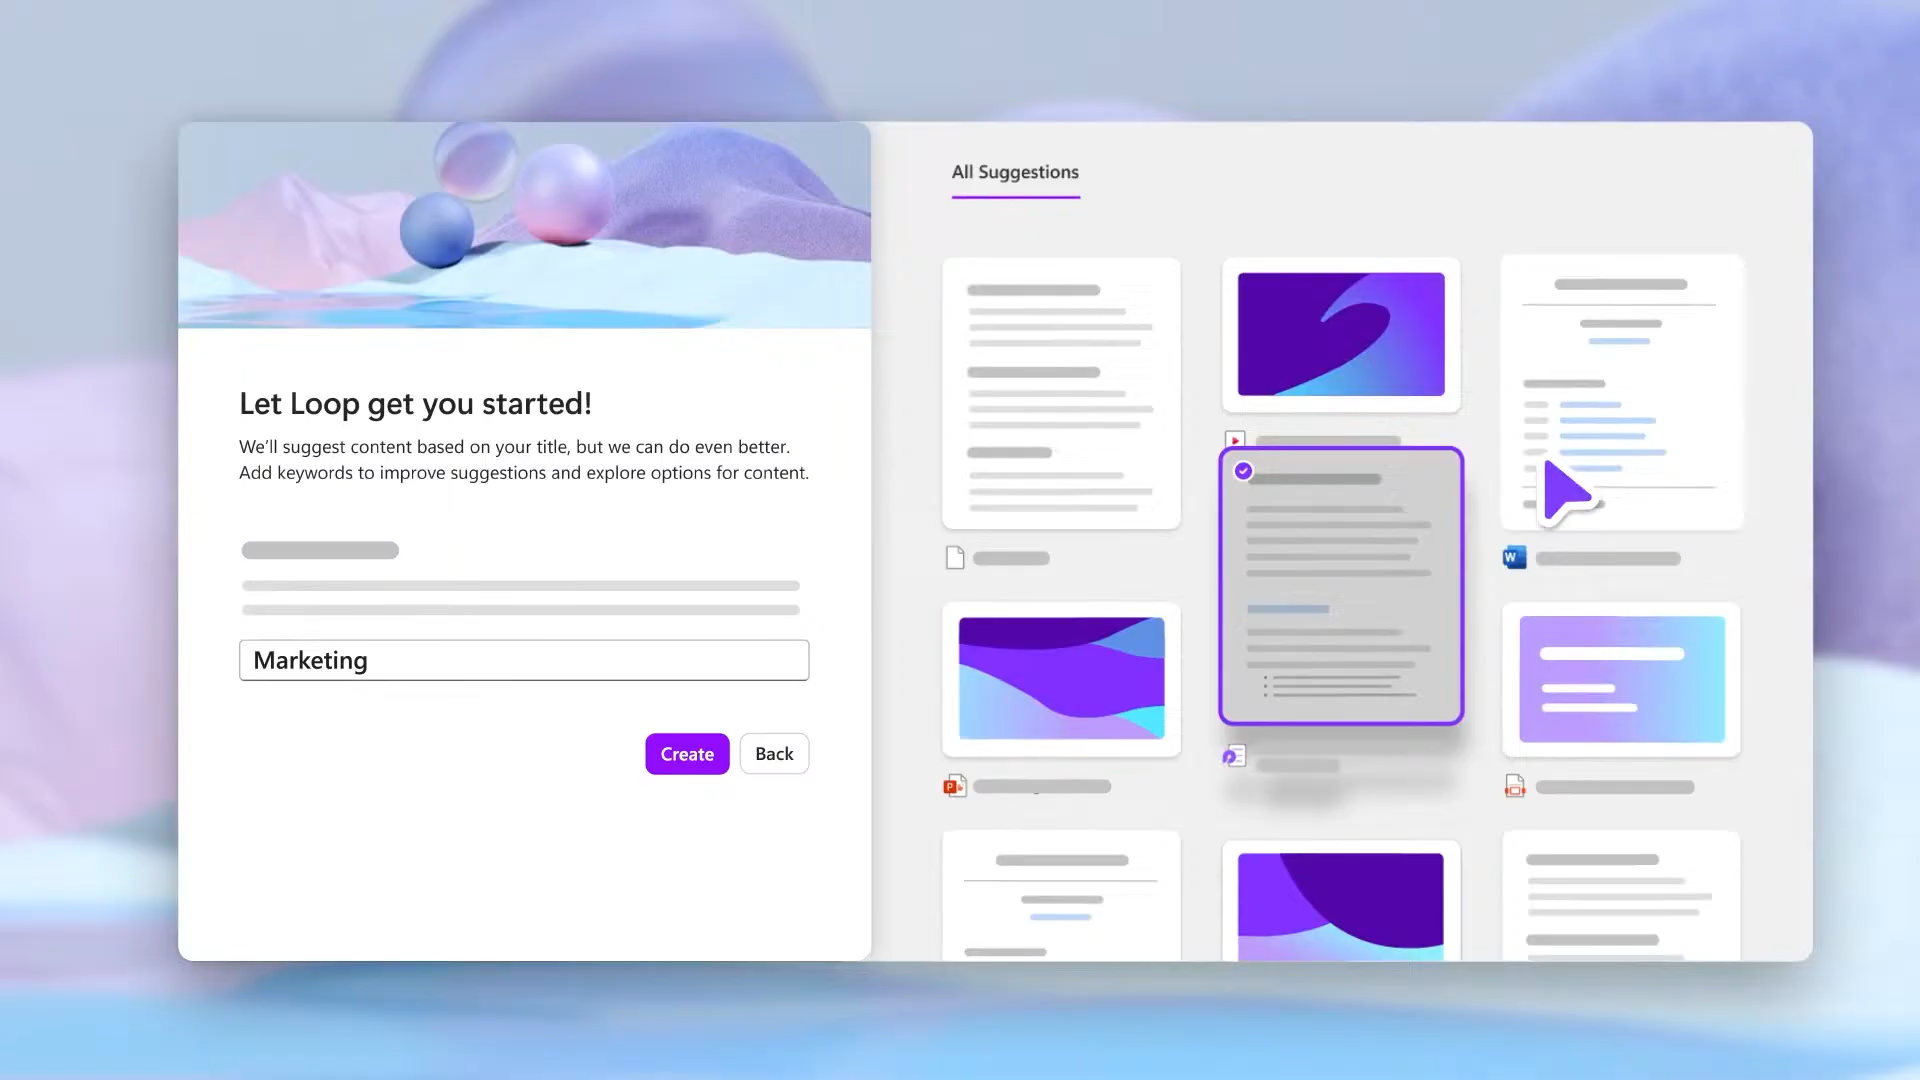 Let Loop get you started!
We’ll suggest content based on your title, but we can do even better.
Add keywords to improve suggestions and explore options for content.
Marketing
Create
Back
All Suggestions
W
P